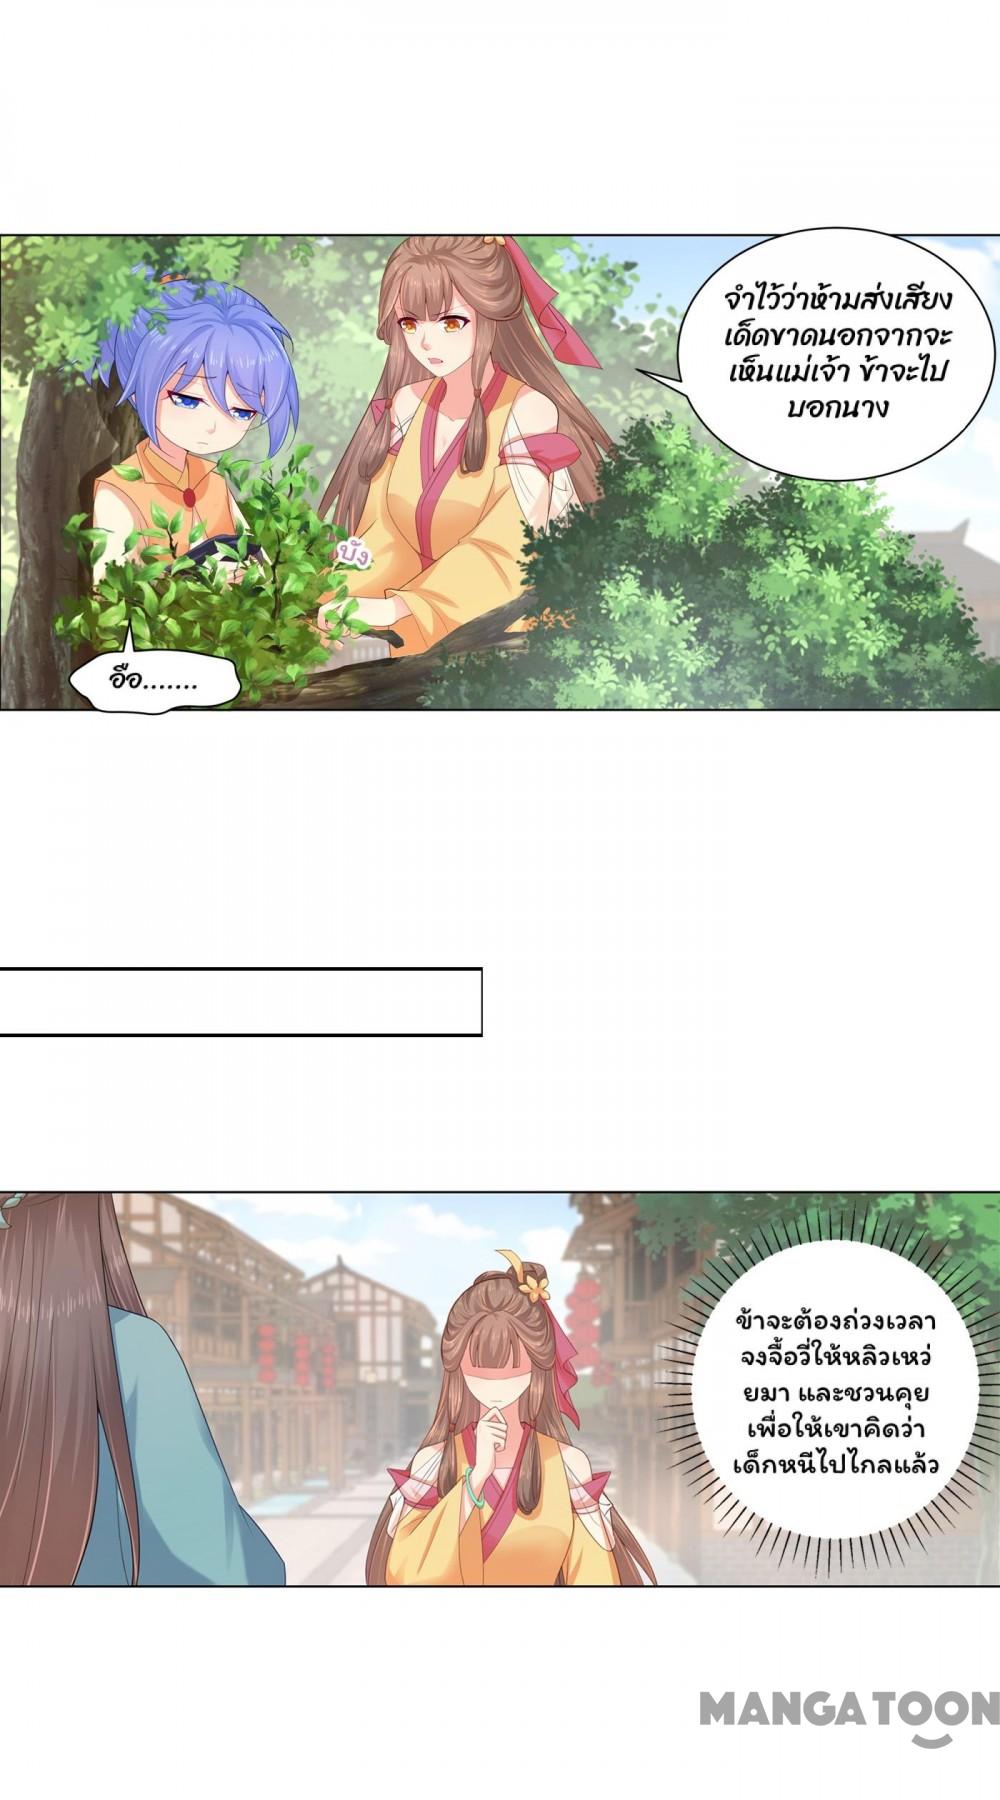 จำไว้ว่าห้ามส่งเสียง
เด็ดขาดนอกจากจะ
เห็นแม่เจ้า ข้าจะไป
บอกนาง
บัง
อือ.......
ข้าจะต้องถ่วงเวลา
จงจื้อวี่ให้หลิวเหว่
ยมา และชวนคุย
เพื่อให้เขาคิดว่า
เด็กหนีไปไกลแล้ว
MANGATOON